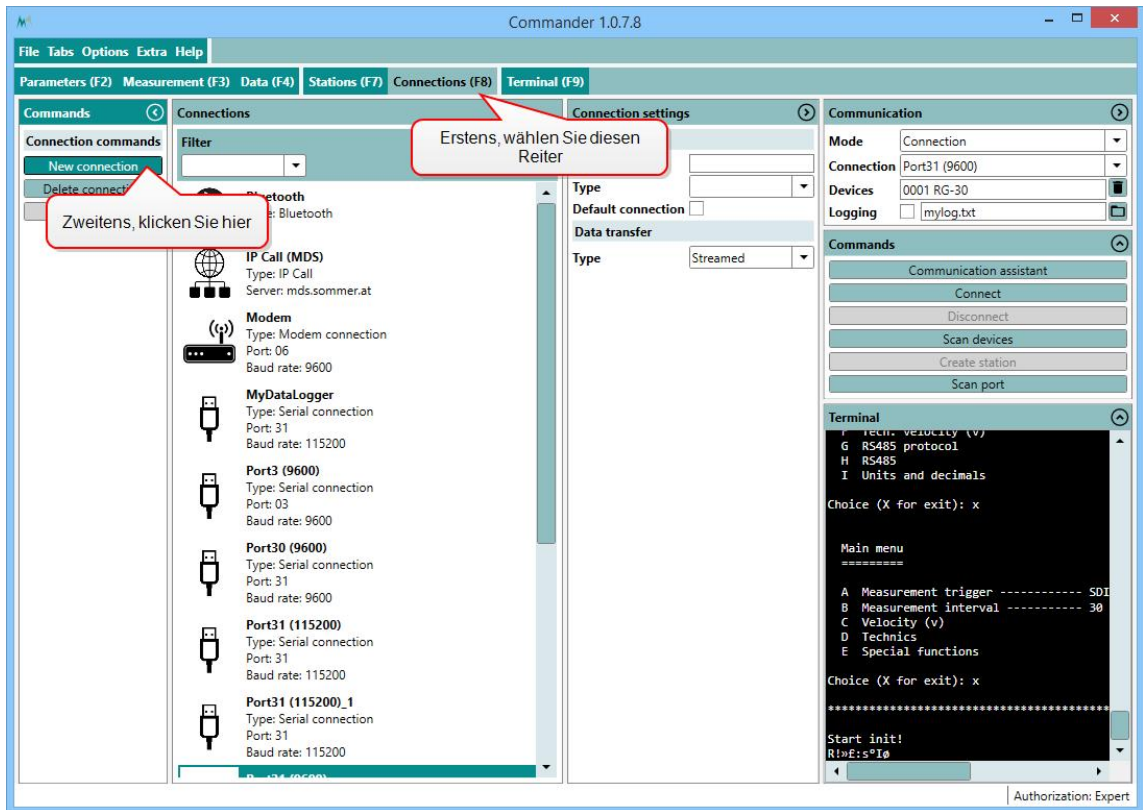 Commander 1.0.7.8
File Tabs Options Extra Help
Parameters (F2) Measurement (F3) Data (F4) Stations (F7) Connections (F8) Terminal (F9)
Commands
Connection commands
New connection
Delete connecti
Zweitens, klicken Sie hier
Connections
Filter
Erstens, wählen Sie diesen
Reiter
etooth
: Bluetooth
IP Call (MDS)
Type: IP Call
Server: mds.sommer.at
Modem
Type: Modem connection
Port: 06
Baud rate: 9600
MyDataLogger
Type: Serial connection
Port: 31
Baud rate: 115200
Port3 (9600)
Type: Serial connection
Port: 03
Baud rate: 9600
Port30 (9600)
Type: Serial connection
Port: 31
Baud rate: 9600
Port31 (115200)
Type: Serial connection
Port: 31
Baud rate: 115200
Port31 (115200)_1
Type: Serial connection
Port: 31
Baud rate: 115200
Connection settings
Type
Default connection
Data transfer
Type Streamed
Communication
Mode Connection
Connection Port31 (9600)
Devices 0001 RG-30
Logging mylog.txt
Commands
Communication assistant
Connect
Disconnect
Scan devices
Create station
Scan port
Terminal
F Tech. velocity (v)
G RS485 protocol
H RS485
I Units and decimals
Choice (X for exit): x
Main menu
=========
A Measurement trigger ------------ SDI
B Measurement interval ----------- 30
C Velocity (v)
D Technics
E Special functions
Choice (X for exit): x
*****************************************
Start init!
R!»£:s°Iø
Authorization: Expert